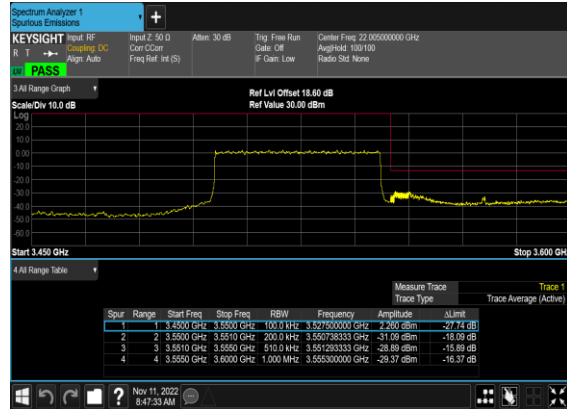 Spectrum Analyzer 1
Spurious Emissions
KEYSIGHT Input: RF Input Z: 50 Ω Atten: 30 dB Trig: Free Run Center Freq: 22.005000000 GHz
R T Coupling: DC Corr CCorr Gate: Off Avg|Hold: 100/100
Align: Auto Freq Ref: Int (S) IF Gain: Low Radio Std: None
PASS
3 All Range Graph
Ref Lvl Offset 18.60 dB
Scale/Div 10.0 dB Ref Value 30.00 dBm
Log
20.0
10.0
0.00
-10.0
-20.0
-30.0
-40.0
-50.0
-60.0
Start 3.450 GHz Stop 3.600 GH
4 All Range Table
Measure Trace Trace 1
Trace Type Trace Average (Active)
Spur Range Start Freq Stop Freq RBW Frequency Amplitude ΔLimit
1 1 3.4500 GHz 3.5500 GHz 100.0 kHz 3.527500000 GHz 2.260 dBm -27.74 dB
2 2 3.5500 GHz 3.5510 GHz 200.0 kHz 3.550738333 GHz -31.09 dBm -18.09 dB
3 3 3.5510 GHz 3.5550 GHz 510.0 kHz 3.551293333 GHz -28.89 dBm -15.89 dB
4 4 3.5550 GHz 3.6000 GHz 1.000 MHz 3.555300000 GHz -29.37 dBm -16.37 dB
? Nov 11, 2022
8:47:33 AM